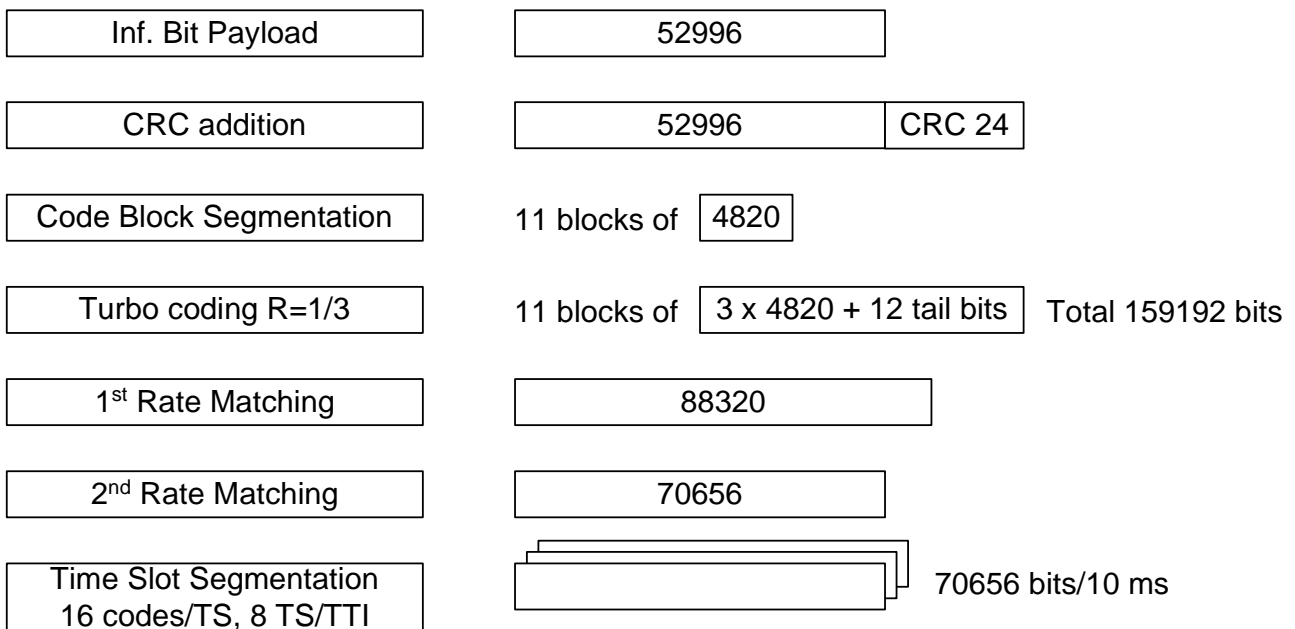 Inf. Bit Payload 52996
CRC addition 52996 CRC 24
Code Block Segmentation 11 blocks of 4820
Turbo coding R=1/3 11 blocks of 3 x 4820 + 12 tail bits Total 159192 bits
1st Rate Matching 88320
2nd Rate Matching 70656
Time Slot Segmentation
16 codes/TS, 8 TS/TTI
70656 bits/10 ms